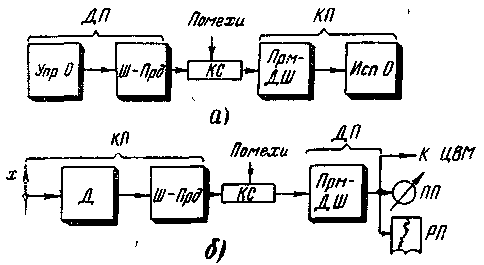 ДП
Помехи
КП
Упр О
Ш-Прд
КС
Прм-
ДШ
Исп О
а)
КП
Помехи
ДП
х
Д
Ш-Прд
КС
Прм-
ДШ
К ЦВМ
ПП
РП
б)